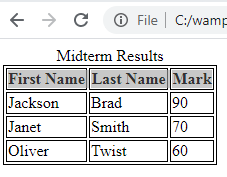 File | C:/wamp
Midterm Results
First Name Last Name Mark
Jackson Brad 90
Janet Smith 70
Oliver Twist 60